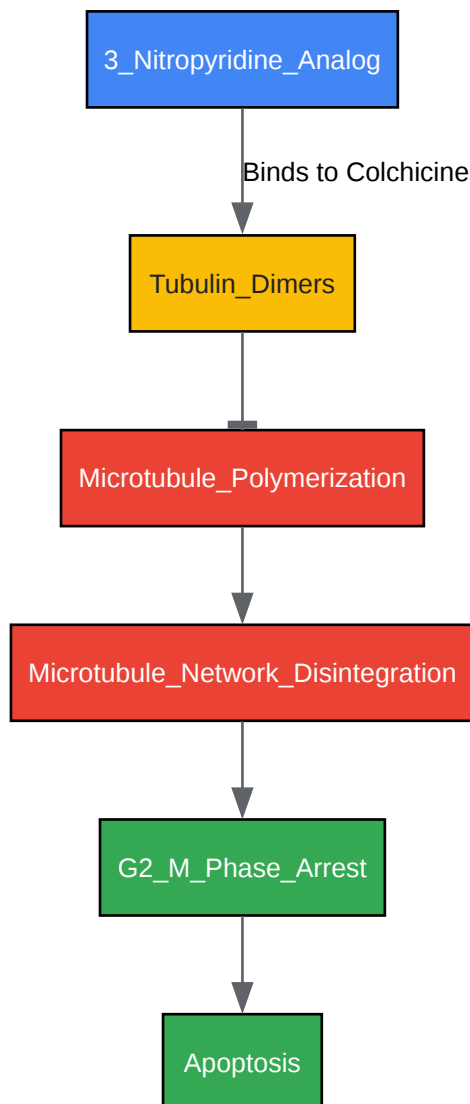 3_Nitropyridine_Analog
Binds to Colchicine
Tubulin_Dimers
Microtubule_Polymerization
Microtubule_Network_Disintegration
G2_M_Phase_Arrest
Apoptosis